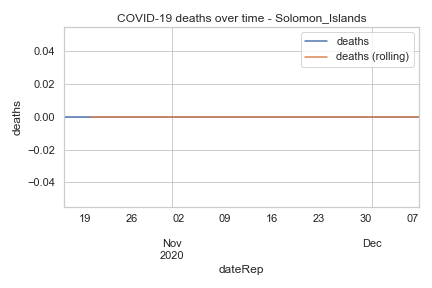 COVID-19 deaths over time - Solomon_Islands
deaths
deaths (rolling)
deaths
0.04
0.02
0.00
−0.02
−0.04
19 26 02 09 16 23 30 07
Nov Dec
2020
dateRep